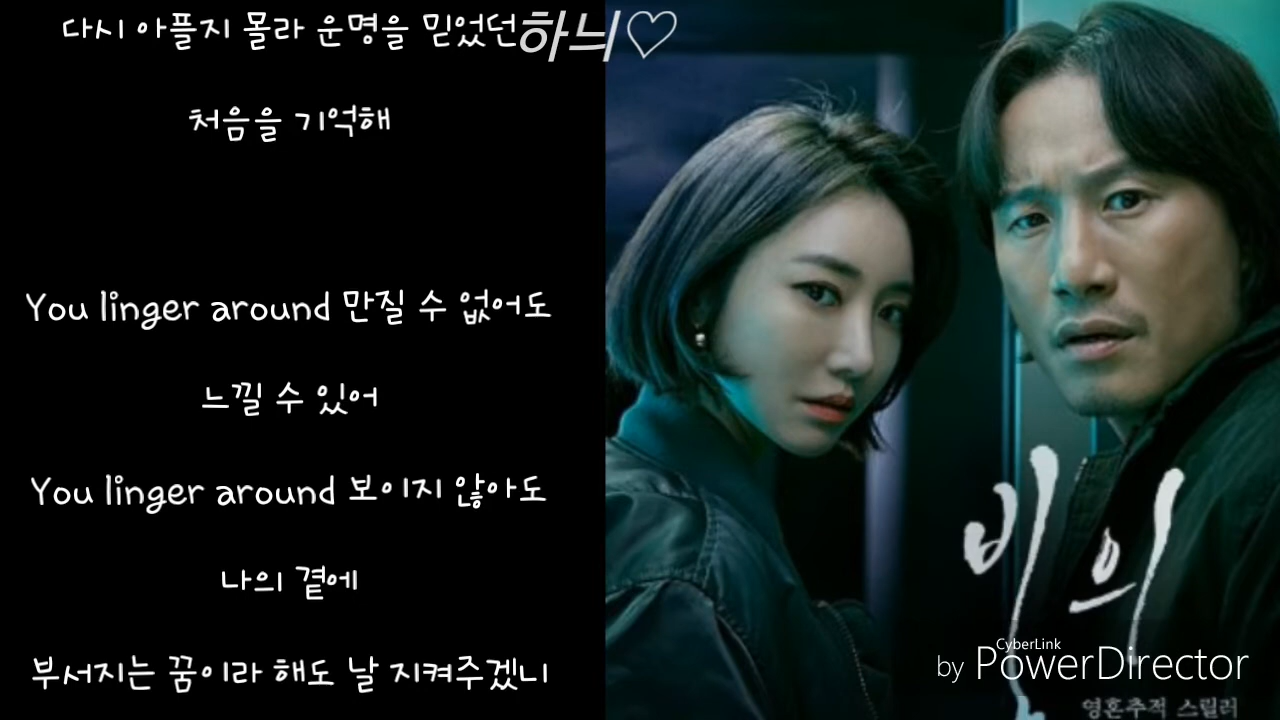 다시 아플지 몰라 운명을 믿었던
하늬♡
처음을 기억해
You linger around 만질 수 없어도
느낄 수 있어
You linger around 보이지 않아도
나의 곁에
부서지는 꿈이라 해도 날 지켜주겠니
빙의
CyberLink
by PowerDirector
영혼추적 스릴러